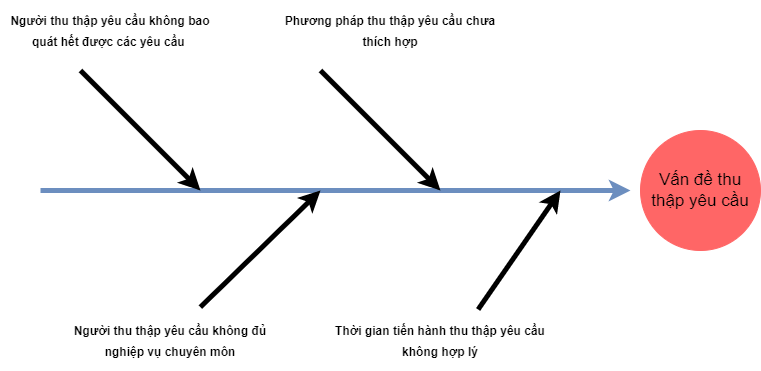 Người thu thập yêu cầu không bao
quát hết được các yêu cầu
Phương pháp thu thập yêu cầu chưa
thích hợp
Vấn đề thu
thập yêu cầu
Người thu thập yêu cầu không đủ
nghiệp vụ chuyên môn
Thời gian tiến hành thu thập yêu cầu
không hợp lý